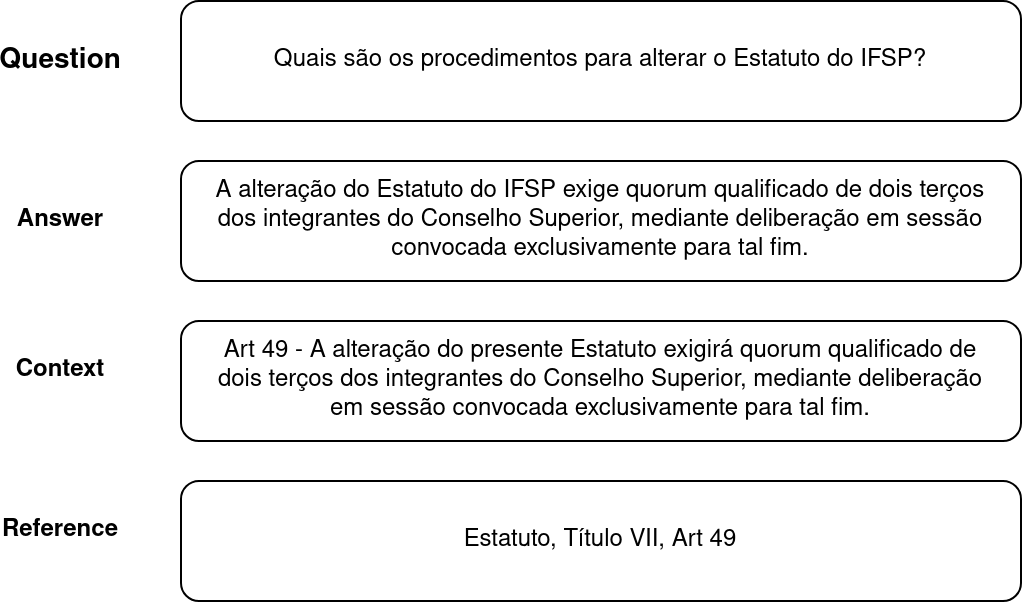 Question
Quais são os procedimentos para alterar o Estatuto do IFSP?
Answer
A alteração do Estatuto do IFSP exige quorum qualificado de dois terços
dos integrantes do Conselho Superior, mediante deliberação em sessão
convocada exclusivamente para tal fim.
Context
Art 49 - A alteração do presente Estatuto exigirá quorum qualificado de
dois terços dos integrantes do Conselho Superior, mediante deliberação
em sessão convocada exclusivamente para tal fim.
Reference
Estatuto, Título VII, Art 49